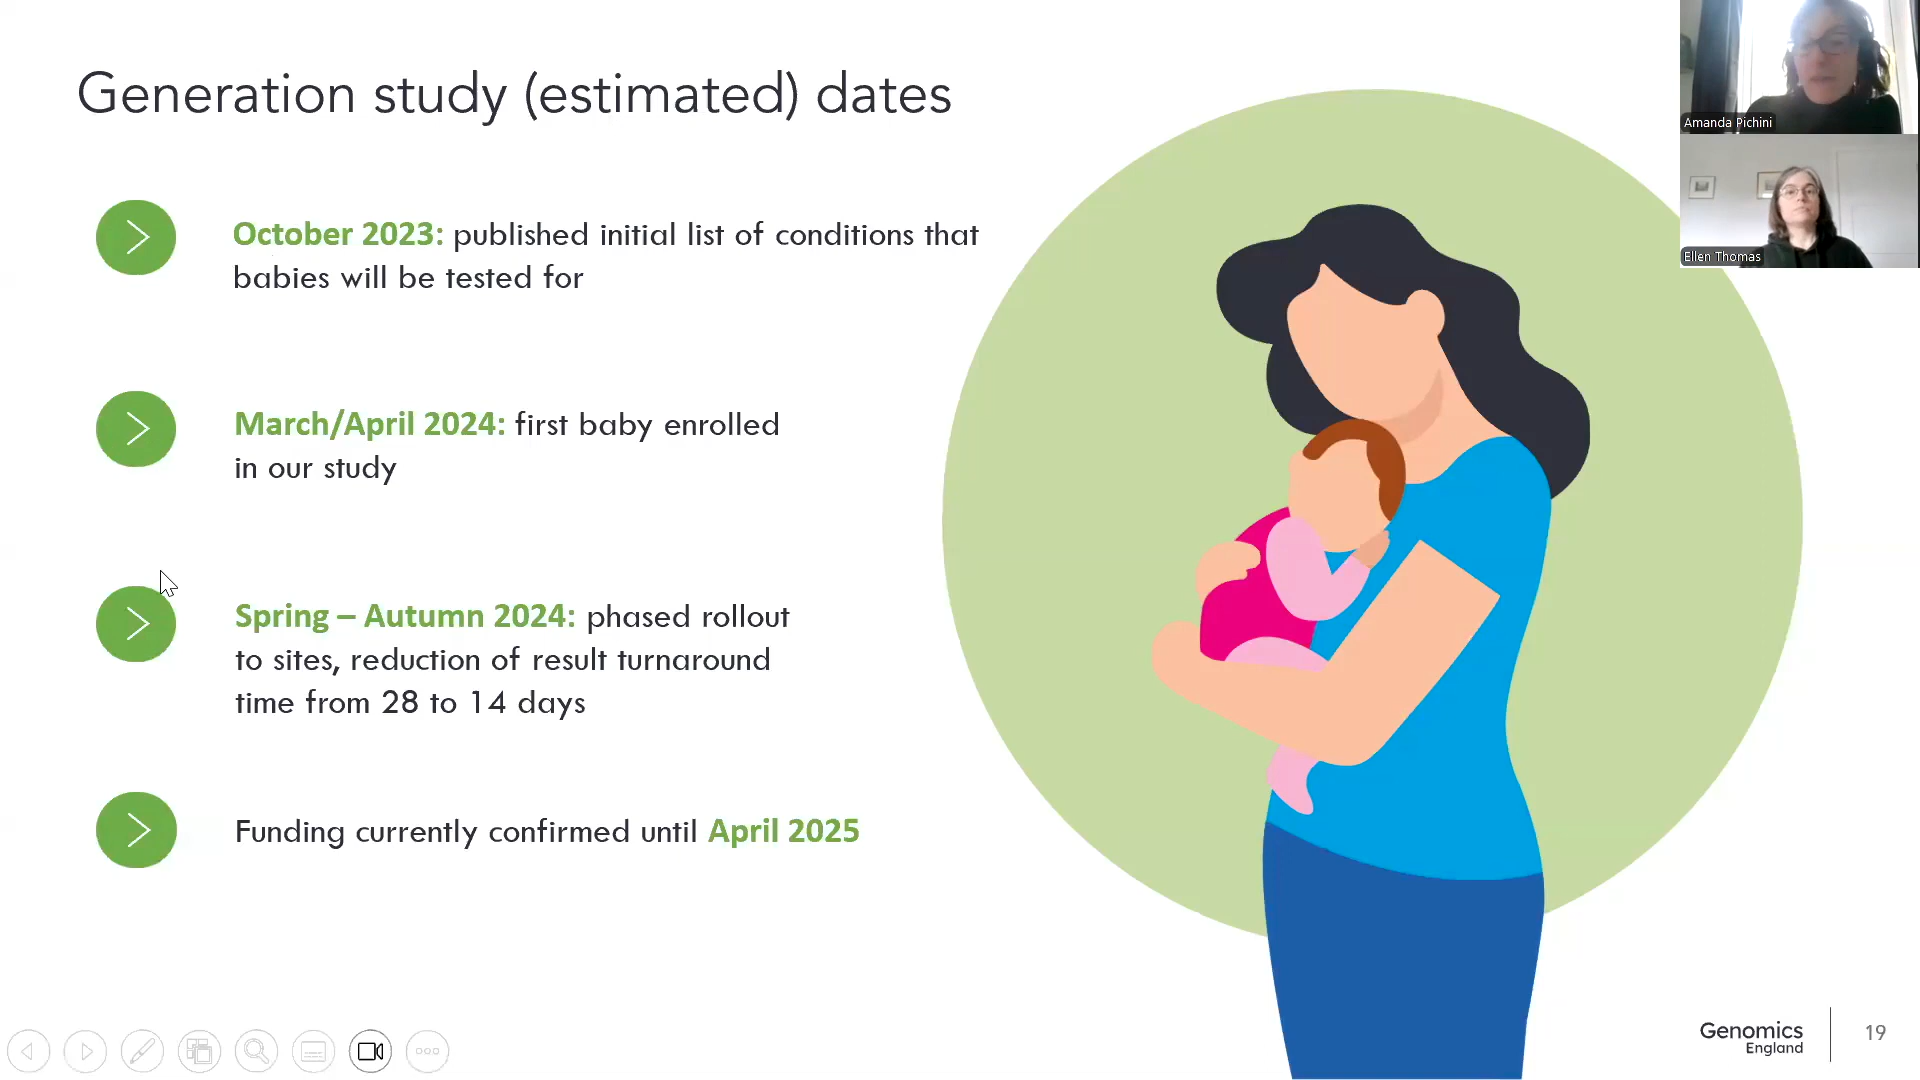 Generation study (estimated) dates
October 2023: published initial list of conditions that
babies will be tested for
March/April 2024: first baby enrolled
in our study
Spring – Autumn 2024: phased rollout
to sites, reduction of result turnaround
time from 28 to 14 days
Funding currently confirmed until April 2025
Amanda Pichini
Ellen Thomas
Genomics
England
19